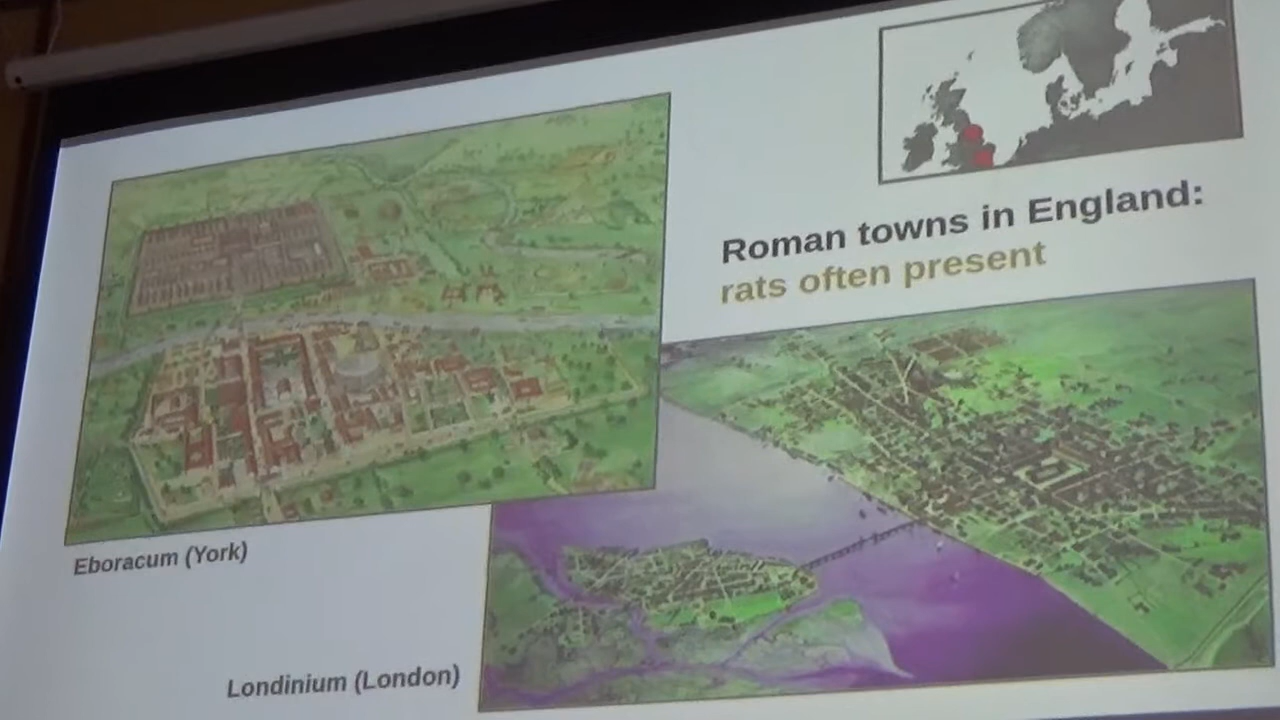 Roman towns in England:
rats often present
Eboracum (York)
Londinium (London)